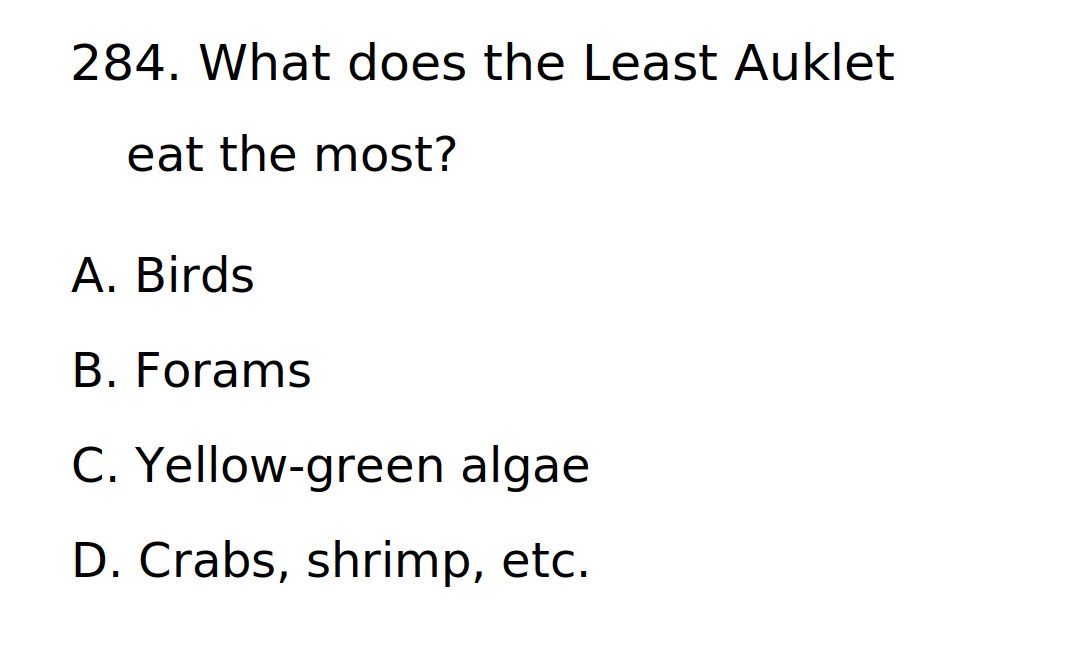 284. What does the Least Auklet
eat the most?
A. Birds
B. Forams
C. Yellow-green algae
D. Crabs, shrimp, etc.